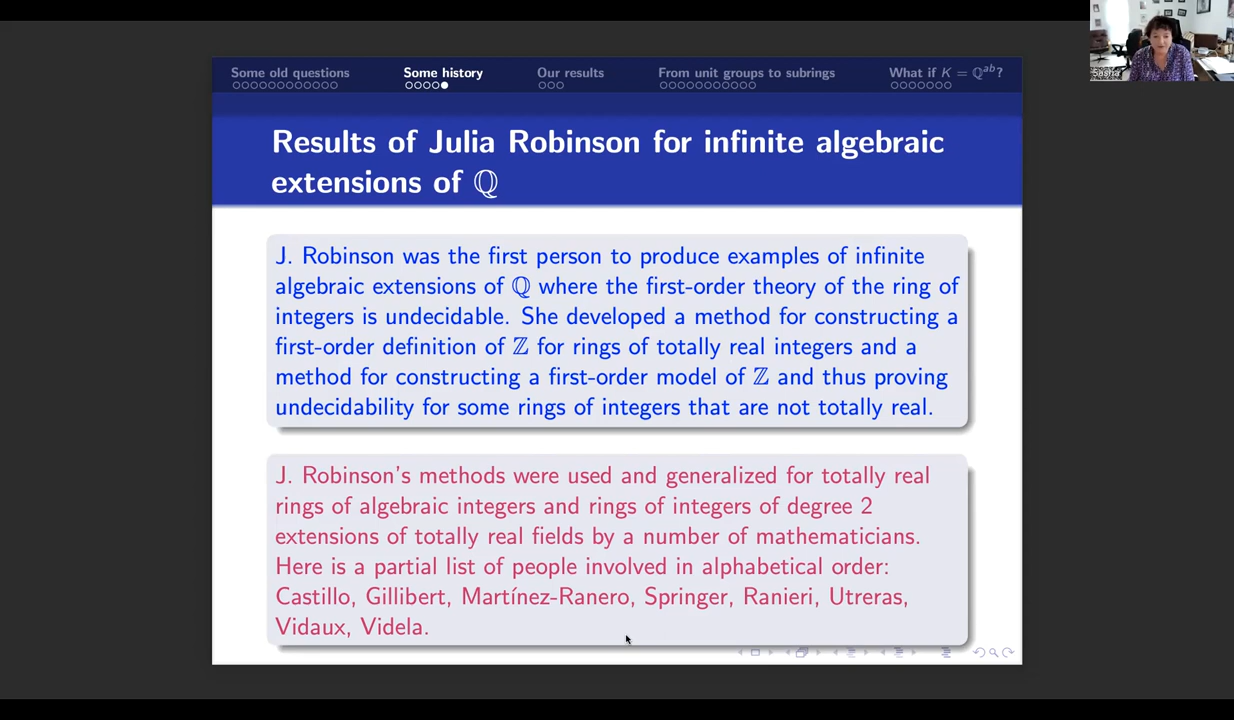 Some old questions Some history Our results From unit groups to subrings What if K = ℚᵃᵇ?
Results of Julia Robinson for infinite algebraic
extensions of ℚ
J. Robinson was the first person to produce examples of infinite
algebraic extensions of ℚ where the first-order theory of the ring of
integers is undecidable. She developed a method for constructing a
first-order definition of ℤ for rings of totally real integers and a
method for constructing a first-order model of ℤ and thus proving
undecidability for some rings of integers that are not totally real.
J. Robinson's methods were used and generalized for totally real
rings of algebraic integers and rings of integers of degree 2
extensions of totally real fields by a number of mathematicians.
Here is a partial list of people involved in alphabetical order:
Castillo, Gillibert, Martínez-Ranero, Springer, Ranieri, Utreras,
Vidaux, Videla.